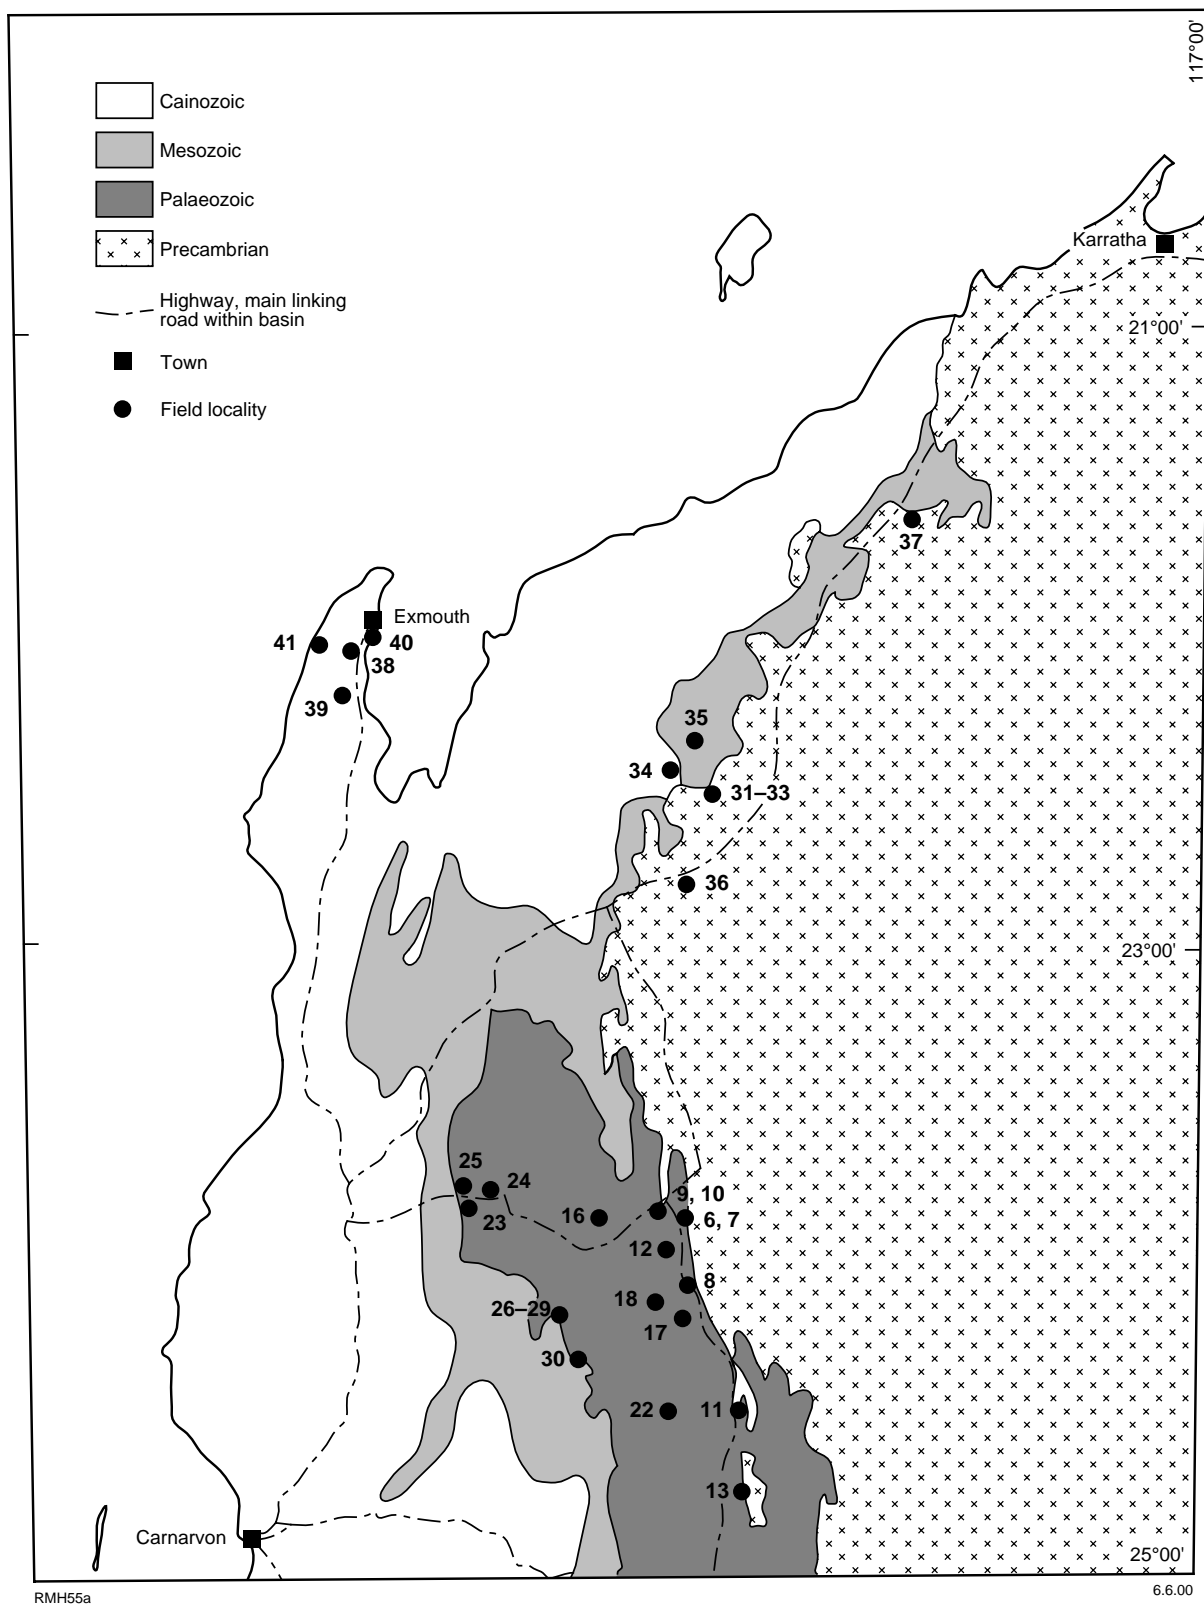 117°00'
Cainozoic
Mesozoic
Palaeozoic
Precambrian
Highway, main linking
road within basin
Town
Field locality
Karratha
21°00'
37
Exmouth
41
40
38
39
35
34
31–33
36
23°00'
25
24
9, 10
23
16
6, 7
12
8
18
26–29
17
30
22
11
13
Carnarvon
25°00'
RMH55a
6.6.00